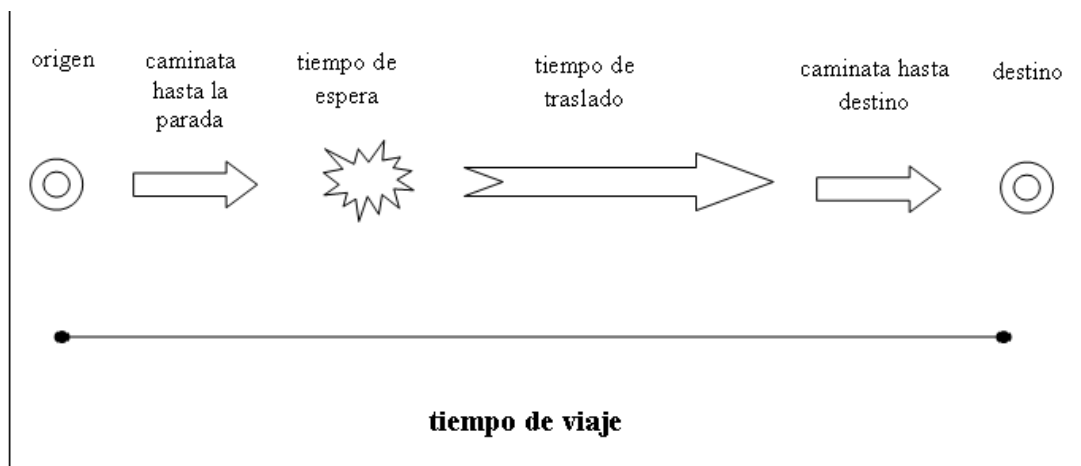 origen
caminata
hasta la
parada
tiempo de
espera
tiempo de
traslado
caminata hasta
destino
destino
tiempo de viaje